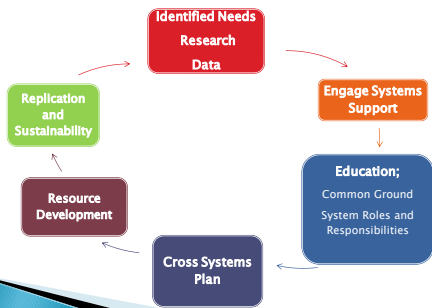 Identified Needs
Research
Data
Engage Systems
Support
Education;
Common Ground
System Roles and
Responsibilities
Cross Systems
Plan
Resource
Development
Replication
and
Sustainability